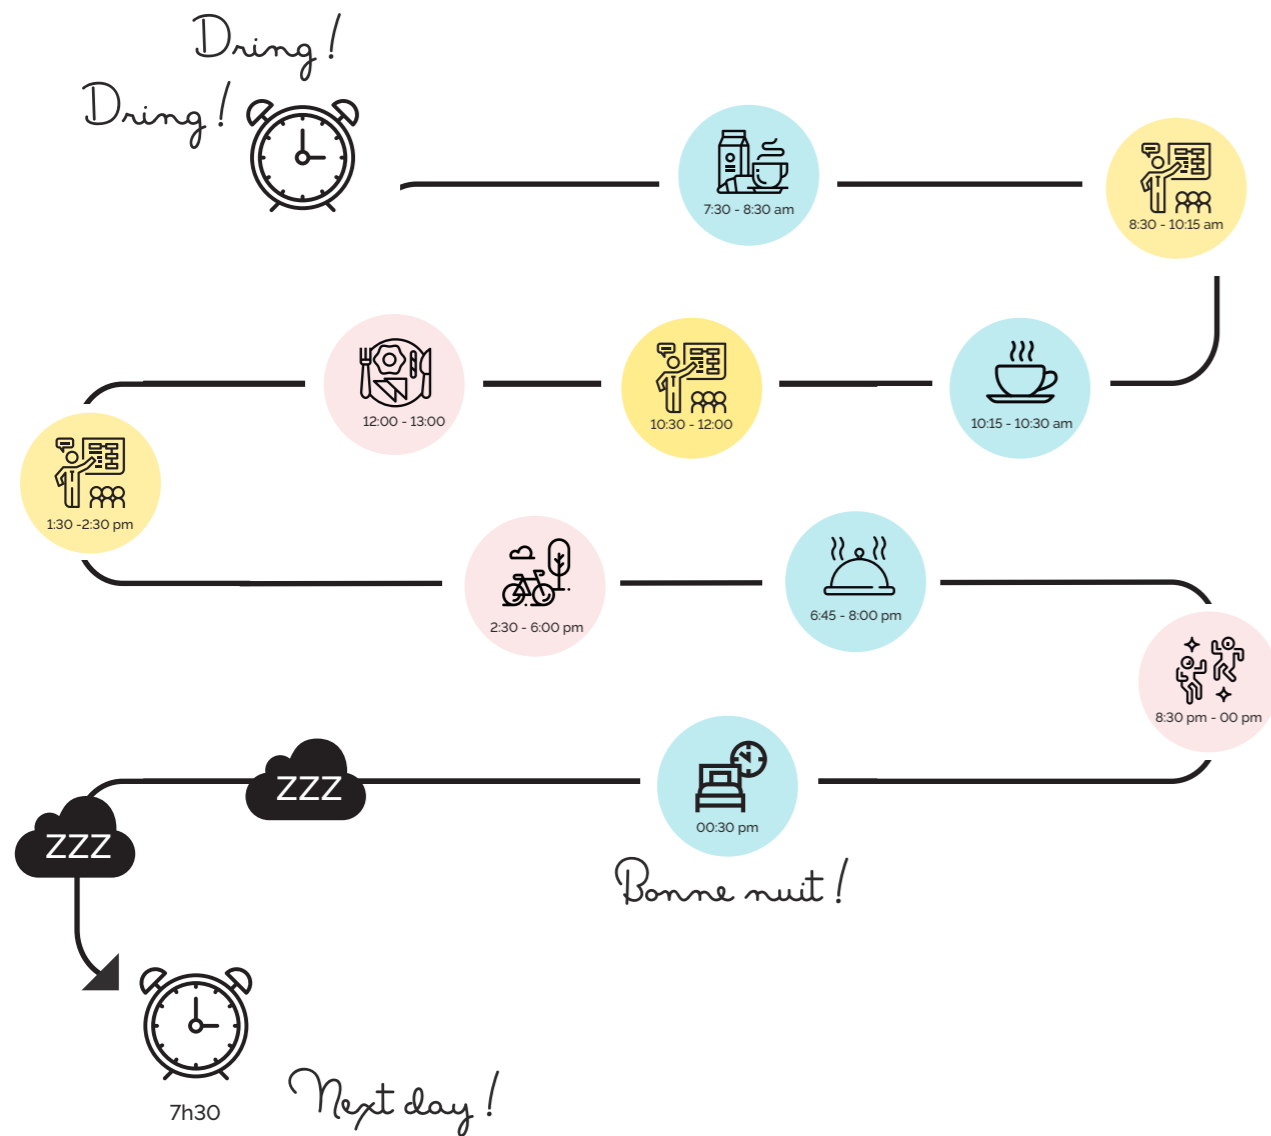 Dring !
Dring !
7:30 - 8:30 am
8:30 - 10:15 am
12:00 - 13:00
10:30 - 12:00
10:15 - 10:30 am
1:30 -2:30 pm
2:30 - 6:00 pm
6:45 - 8:00 pm
8:30 pm - 00 pm
ZZZ
ZZZ
00:30 pm
Bonne nuit !
7h30
Next day !